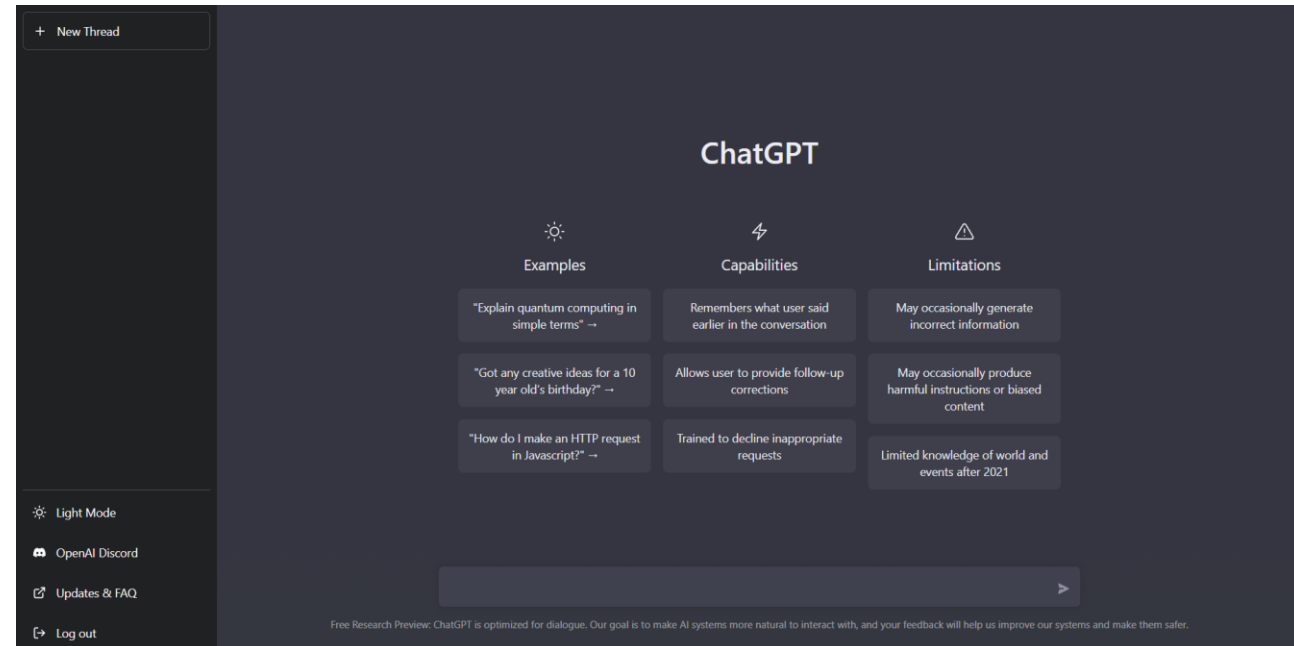 + New Thread
Light Mode
OpenAI Discord
Updates & FAQ
Log out
ChatGPT
Examples
"Explain quantum computing in
simple terms" →
"Got any creative ideas for a 10
year old's birthday?" →
"How do I make an HTTP request
in Javascript?" →
Capabilities
Remembers what user said
earlier in the conversation
Allows user to provide follow-up
corrections
Trained to decline inappropriate
requests
Limitations
May occasionally generate
incorrect information
May occasionally produce
harmful instructions or biased
content
Limited knowledge of world and
events after 2021
Free Research Preview: ChatGPT is optimized for dialogue. Our goal is to make AI systems more natural to interact with, and your feedback will help us improve our systems and make them safer.